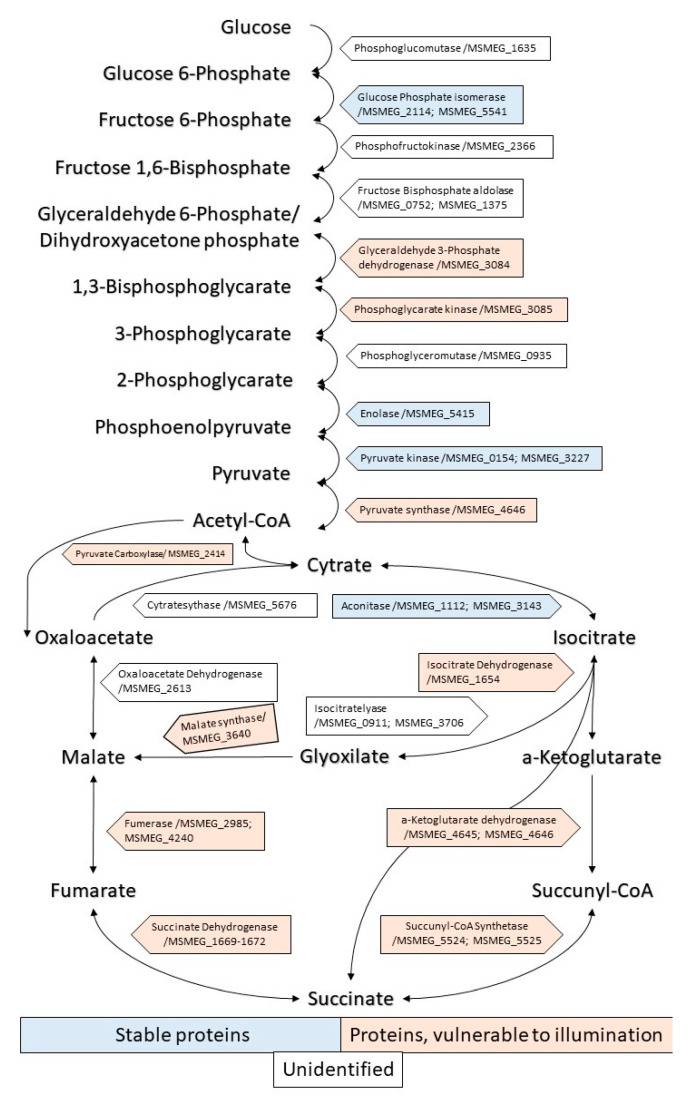 Glucose
Phosphoglucomutase /MSMEG_1635
Glucose 6-Phosphate
Glucose Phosphate isomerase
/MSMEG_2114; MSMEG_5541
Fructose 6-Phosphate
Phosphofructokinase /MSMEG_2366
Fructose 1,6-Bisphosphate
Fructose Bisphosphate aldolase
/MSMEG_0752; MSMEG_1375
Glyceraldehyde 6-Phosphate/
Dihydroxyacetone phosphate
Glyceraldehyde 3-Phosphate
dehydrogenase /MSMEG_3084
1,3-Bisphosphoglycarate
Phosphoglycarate kinase /MSMEG_3085
3-Phosphoglycarate
Phosphoglyceromutase /MSMEG_0935
2-Phosphoglycarate
Enolase /MSMEG_5415
Phosphoenolpyruvate
Pyruvate kinase /MSMEG_0154; MSMEG_3227
Pyruvate
Pyruvate synthase /MSMEG_4646
Acetyl-CoA
Pyruvate Carboxylase/ MSMEG_2414
Cytrate
Cytratesythase /MSMEG_5676
Aconitase /MSMEG_1112; MSMEG_3143
Oxaloacetate
Isocitrate
Oxaloacetate Dehydrogenase
/MSMEG_2613
Isocitrate Dehydrogenase
/MSMEG_1654
Malate synthase/
MSMEG_3640
Isocitratelyase
/MSMEG_0911; MSMEG_3706
Malate
Glyoxilate
a-Ketoglutarate
Fumerase /MSMEG_2985;
MSMEG_4240
a-Ketoglutarate dehydrogenase
/MSMEG_4645; MSMEG_4646
Fumarate
Succunyl-CoA
Succinate Dehydrogenase
/MSMEG_1669-1672
Succunyl-CoA Synthetase
/MSMEG_5524; MSMEG_5525
Succinate
Stable proteins
Proteins, vulnerable to illumination
Unidentified